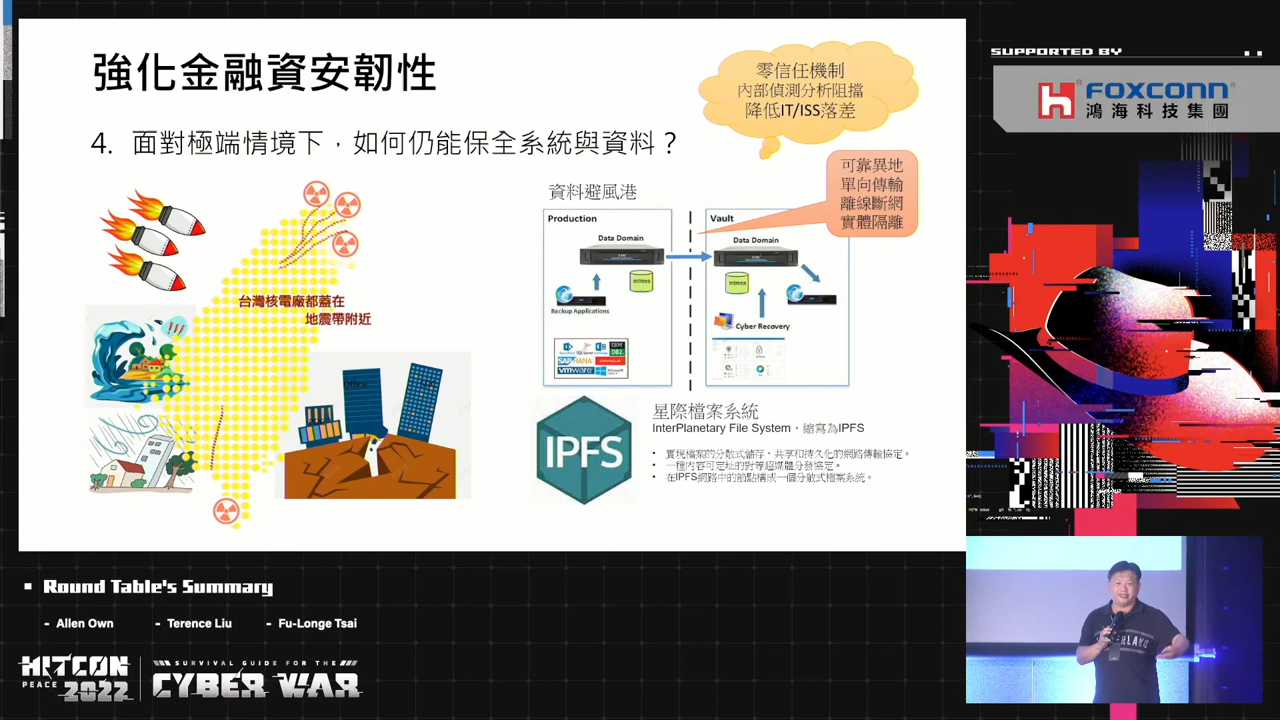 強化金融資安韌性
零信任機制
內部偵測分析阻擋
降低IT/ISS落差
4. 面對極端情境下，如何仍能保全系統與資料？
可靠異地
單向傳輸
離線斷網
實體隔離
資料避風港
Production
Data Domain
mtrees
Backup Applications
SAP HANA
ORACLE
vmware
Microsoft
Vault
Data Domain
mtrees
Cyber Recovery
台灣核電廠都蓋在
地震帶附近
Office
IPFS
星際檔案系統
InterPlanetary File System，縮寫為IPFS
• 實現檔案的分散式儲存、共享和持久化的網路傳輸協定。
• 一種內容可定址的對等超媒體分發協定。
• 在IPFS網路中的節點構成一個分散式檔案系統。
SUPPORTED BY
FOXCONN®
鴻海科技集團
Round Table's Summary
- Allen Own
- Terence Liu
- Fu-Longe Tsai
HITCON
PEACE 2022
SURVIVAL GUIDE FOR THE
CYBER WAR